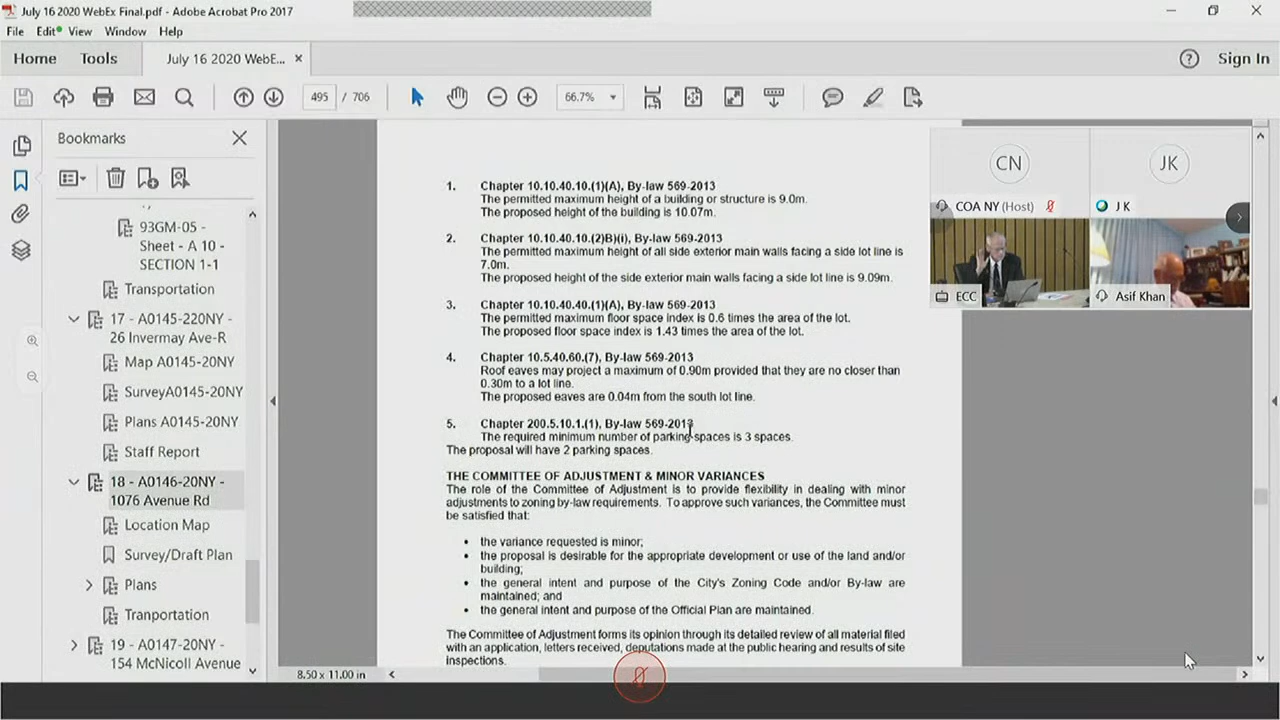 July 16 2020 WebEx Final.pdf - Adobe Acrobat Pro 2017
File Edit View Window Help
Home Tools July 16 2020 WebE... × Sign In
495 / 706 66.7%
Bookmarks
93GM-05 -
Sheet - A 10 -
SECTION 1-1
Transportation
17 - A0145-220NY -
26 Invermay Ave-R
Map A0145-20NY
SurveyA0145-20NY
Plans A0145-20NY
Staff Report
18 - A0146-20NY -
1076 Avenue Rd
Location Map
Survey/Draft Plan
Plans
Tranportation
19 - A0147-20NY -
154 McNicoll Avenue
1. Chapter 10.10.40.10.(1)(A), By-law 569-2013
The permitted maximum height of a building or structure is 9.0m.
The proposed height of the building is 10.07m.
2. Chapter 10.10.40.10.(2)B)(i), By-law 569-2013
The permitted maximum height of all side exterior main walls facing a side lot line is
7.0m.
The proposed height of the side exterior main walls facing a side lot line is 9.09m.
3. Chapter 10.10.40.40.(1)(A), By-law 569-2013
The permitted maximum floor space index is 0.6 times the area of the lot.
The proposed floor space index is 1.43 times the area of the lot.
4. Chapter 10.5.40.60.(7), By-law 569-2013
Roof eaves may project a maximum of 0.90m provided that they are no closer than
0.30m to a lot line.
The proposed eaves are 0.04m from the south lot line.
5. Chapter 200.5.10.1.(1), By-law 569-2013
The required minimum number of parking spaces is 3 spaces.
The proposal will have 2 parking spaces.
THE COMMITTEE OF ADJUSTMENT & MINOR VARIANCES
The role of the Committee of Adjustment is to provide flexibility in dealing with minor
adjustments to zoning by-law requirements. To approve such variances, the Committee must
be satisfied that:
• the variance requested is minor;
• the proposal is desirable for the appropriate development or use of the land and/or
building;
• the general intent and purpose of the City's Zoning Code and/or By-law are
maintained; and
• the general intent and purpose of the Official Plan are maintained.
The Committee of Adjustment forms its opinion through its detailed review of all material filed
with an application, letters received, deputations made at the public hearing and results of site
inspections.
8.50 x 11.00 in
CN JK
COA NY (Host) J K
ECC Asif Khan